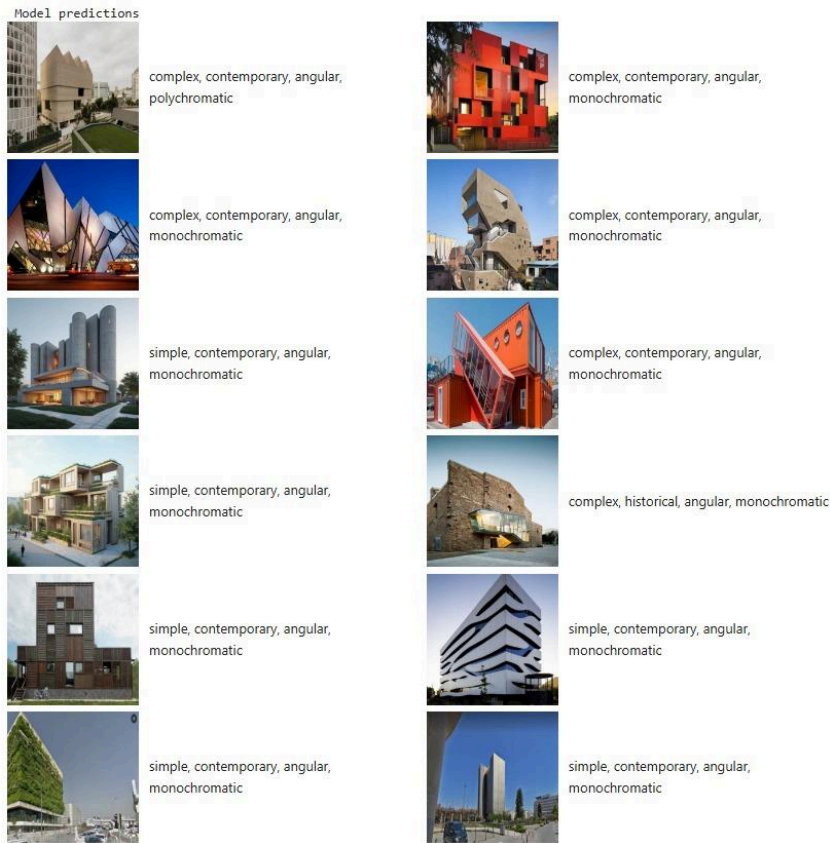 Model predictions
complex, contemporary, angular,
polychromatic
complex, contemporary, angular,
monochromatic
complex, contemporary, angular,
monochromatic
complex, contemporary, angular,
monochromatic
simple, contemporary, angular,
monochromatic
complex, contemporary, angular,
monochromatic
simple, contemporary, angular,
monochromatic
complex, historical, angular, monochromatic
simple, contemporary, angular,
monochromatic
simple, contemporary, angular,
monochromatic
simple, contemporary, angular,
monochromatic
simple, contemporary, angular,
monochromatic